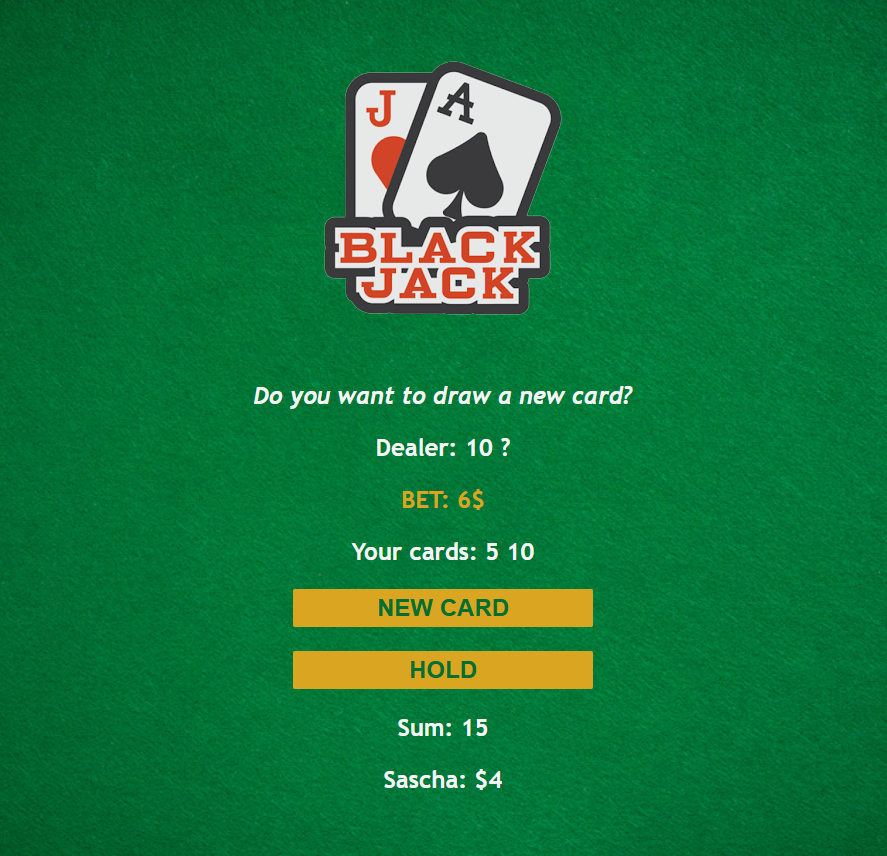 J
A
BLACK
JACK
Do you want to draw a new card?
Dealer: 10 ?
BET: 6$
Your cards: 5 10
NEW CARD
HOLD
Sum: 15
Sascha: $4